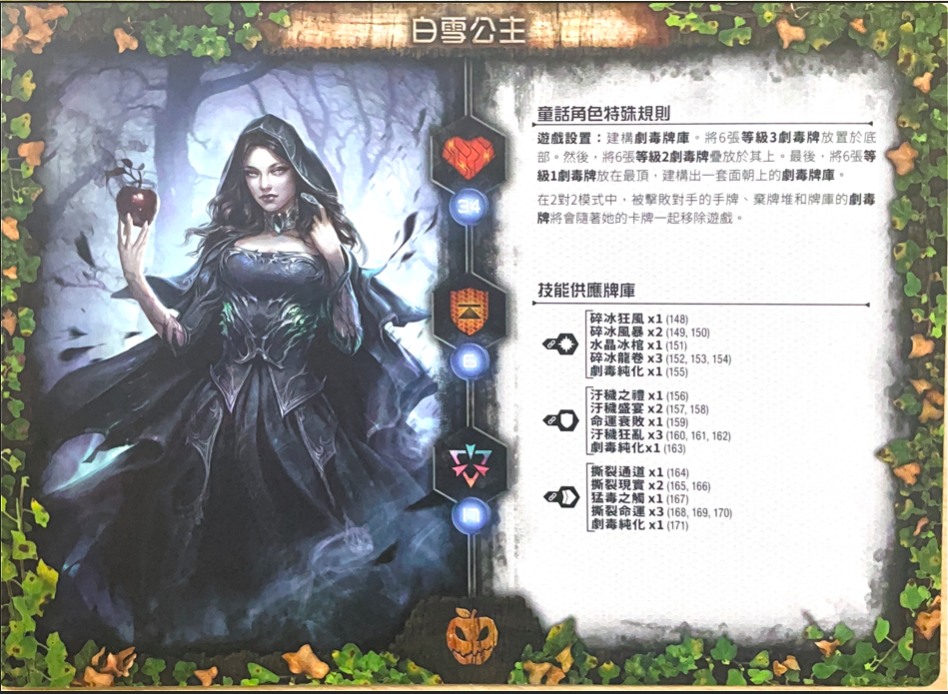 白雪公主
童話角色特殊規則
遊戲設置：建構劇毒牌庫。將6張等級3劇毒牌放置於底
部。然後，將6張等級2劇毒牌疊放於其上。最後，將6張等
級1劇毒牌放在最頂，建構出一套面朝上的劇毒牌庫。
在2對2模式中，被擊敗對手的手牌、棄牌堆和牌庫的劇毒
牌將會隨著她的卡牌一起移除遊戲。
34
技能供應牌庫
碎冰狂風 x1 (148)
碎冰風暴 x2 (149, 150)
水晶冰棺 x1 (151)
碎冰龍卷 x3 (152, 153, 154)
劇毒純化 x1 (155)
6
汙穢之禮 x1 (156)
汙穢盛宴 x2 (157, 158)
命運衰敗 x1 (159)
汙穢狂亂 x3 (160, 161, 162)
劇毒純化x1 (163)
撕裂通道 x1 (164)
撕裂現實 x2 (165, 166)
猛毒之觸 x1 (167)
撕裂命運 x3 (168, 169, 170)
劇毒純化 x1 (171)